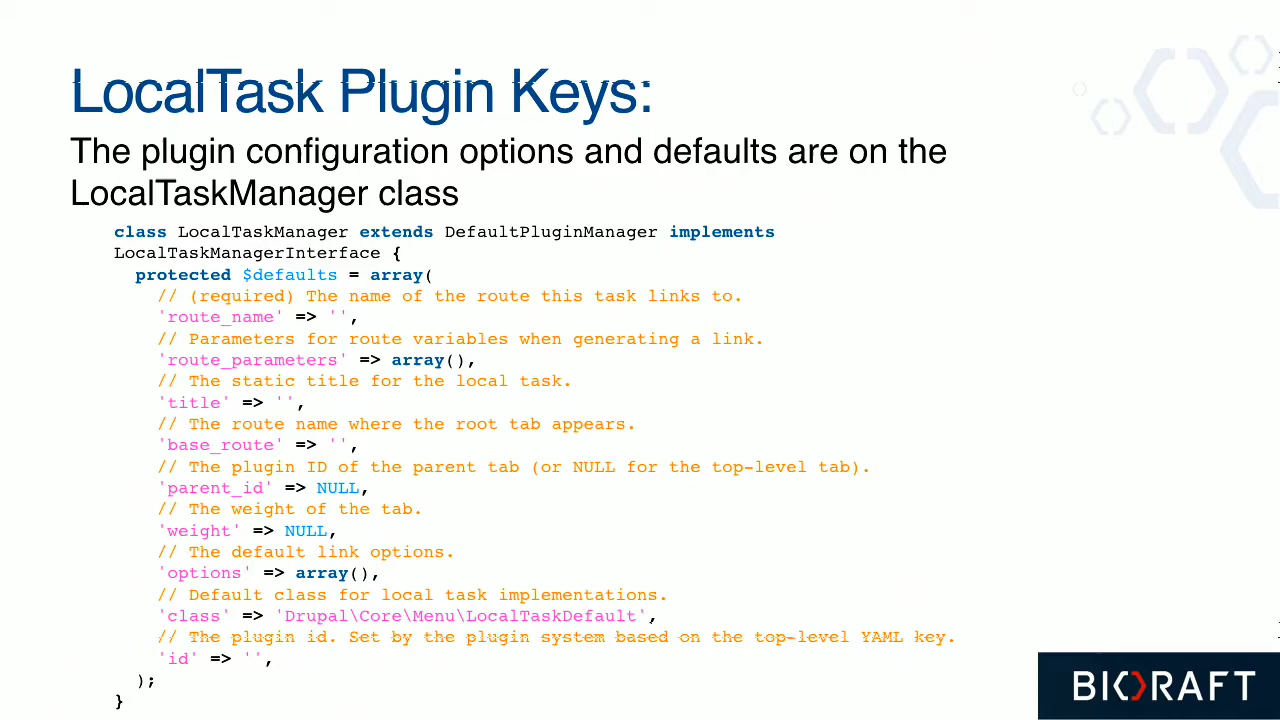 LocalTask Plugin Keys:
The plugin configuration options and defaults are on the
LocalTaskManager class
class LocalTaskManager extends DefaultPluginManager implements
LocalTaskManagerInterface {
  protected $defaults = array(
    // (required) The name of the route this task links to.
    'route_name' => '',
    // Parameters for route variables when generating a link.
    'route_parameters' => array(),
    // The static title for the local task.
    'title' => '',
    // The route name where the root tab appears.
    'base_route' => '',
    // The plugin ID of the parent tab (or NULL for the top-level tab).
    'parent_id' => NULL,
    // The weight of the tab.
    'weight' => NULL,
    // The default link options.
    'options' => array(),
    // Default class for local task implementations.
    'class' => 'Drupal\Core\Menu\LocalTaskDefault',
    // The plugin id. Set by the plugin system based on the top-level YAML key.
    'id' => '',
  );
}
BIORAFT